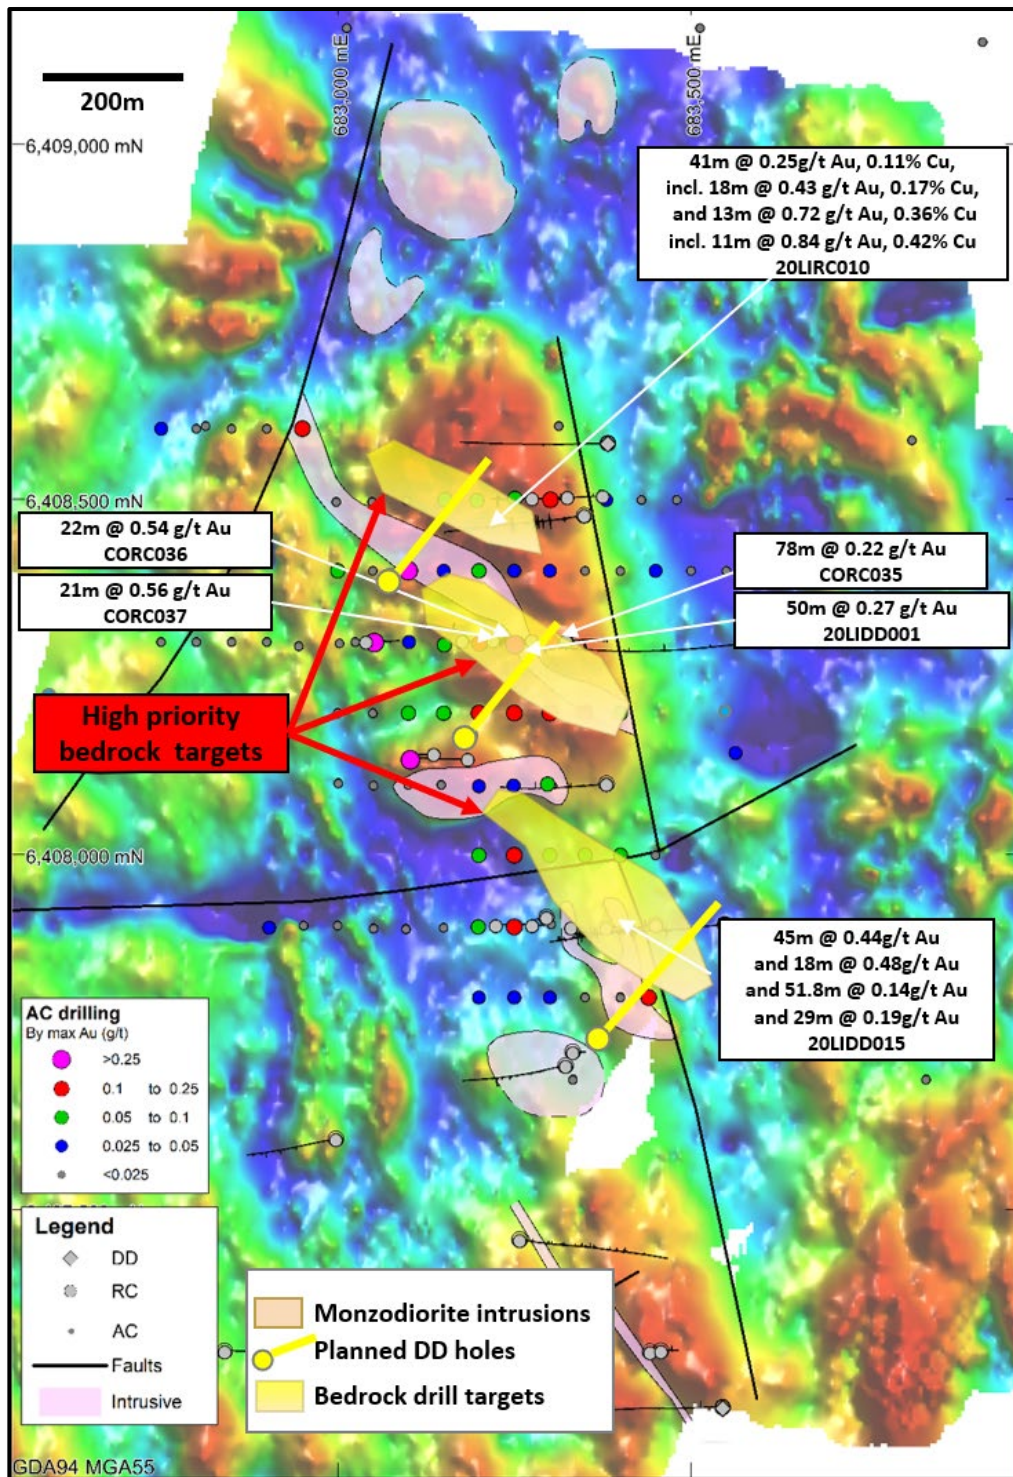 200m
683,000 mE
683,500 mE
6,409,000 mN
41m @ 0.25g/t Au, 0.11% Cu,
incl. 18m @ 0.43 g/t Au, 0.17% Cu,
and 13m @ 0.72 g/t Au, 0.36% Cu
incl. 11m @ 0.84 g/t Au, 0.42% Cu
20LIRC010
6,408,500 mN
22m @ 0.54 g/t Au
CORC036
21m @ 0.56 g/t Au
CORC037
78m @ 0.22 g/t Au
CORC035
50m @ 0.27 g/t Au
20LIDD001
High priority
bedrock targets
6,408,000 mN
45m @ 0.44g/t Au
and 18m @ 0.48g/t Au
and 51.8m @ 0.14g/t Au
and 29m @ 0.19g/t Au
20LIDD015
AC drilling
By max Au (g/t)
>0.25
0.1 to 0.25
0.05 to 0.1
0.025 to 0.05
<0.025
Legend
DD
RC
AC
Faults
Intrusive
Monzodiorite intrusions
Planned DD holes
Bedrock drill targets
GDA94 MGA55